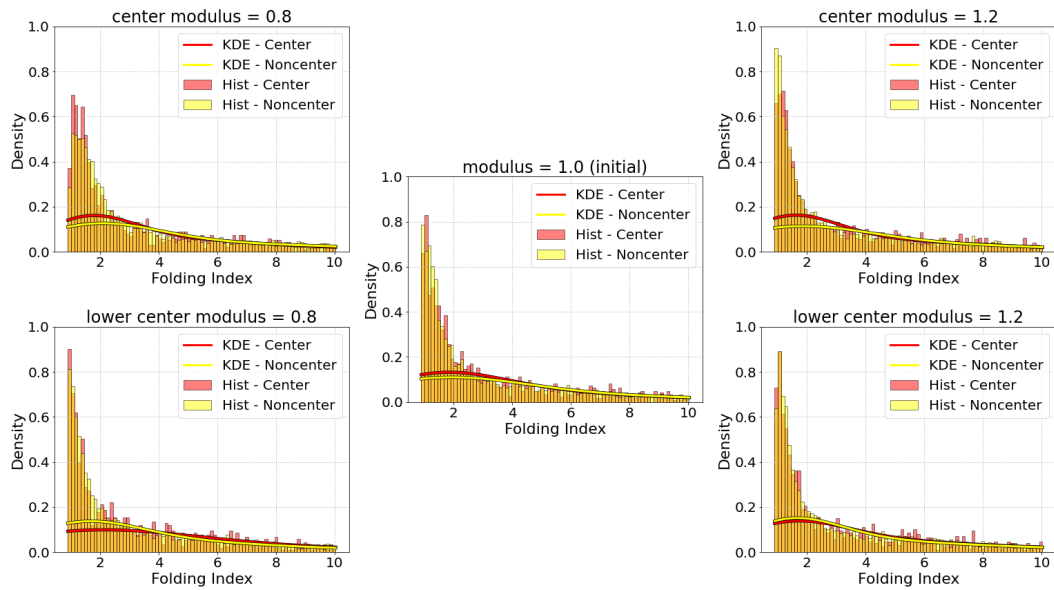 center modulus = 0.8
1.0
0.8
0.6
0.4
0.2
0.0
Density
KDE - Center
KDE - Noncenter
Hist - Center
Hist - Noncenter
2 4 6 8 10
Folding Index
center modulus = 1.2
1.0
0.8
0.6
0.4
0.2
0.0
Density
KDE - Center
KDE - Noncenter
Hist - Center
Hist - Noncenter
2 4 6 8 10
Folding Index
modulus = 1.0 (initial)
1.0
0.8
0.6
0.4
0.2
0.0
Density
KDE - Center
KDE - Noncenter
Hist - Center
Hist - Noncenter
2 4 6 8 10
Folding Index
lower center modulus = 0.8
1.0
0.8
0.6
0.4
0.2
0.0
Density
KDE - Center
KDE - Noncenter
Hist - Center
Hist - Noncenter
2 4 6 8 10
Folding Index
lower center modulus = 1.2
1.0
0.8
0.6
0.4
0.2
0.0
Density
KDE - Center
KDE - Noncenter
Hist - Center
Hist - Noncenter
2 4 6 8 10
Folding Index